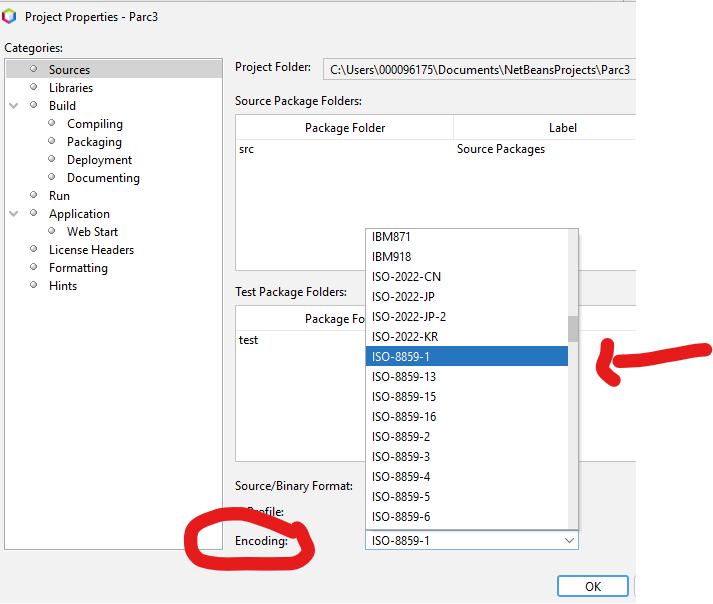 Project Properties - Parc3
Categories:
Sources
Libraries
Build
Compiling
Packaging
Deployment
Documenting
Run
Application
Web Start
License Headers
Formatting
Hints
Project Folder: C:\Users\000096175\Documents\NetBeansProjects\Parc3
Source Package Folders:
Package Folder Label
src Source Packages
Test Package Folders:
Package Fo
test
IBM871
IBM918
ISO-2022-CN
ISO-2022-JP
ISO-2022-JP-2
ISO-2022-KR
ISO-8859-1
ISO-8859-13
ISO-8859-15
ISO-8859-16
ISO-8859-2
ISO-8859-3
ISO-8859-4
ISO-8859-5
ISO-8859-6
Source/Binary Format:
Profile:
Encoding: ISO-8859-1
OK